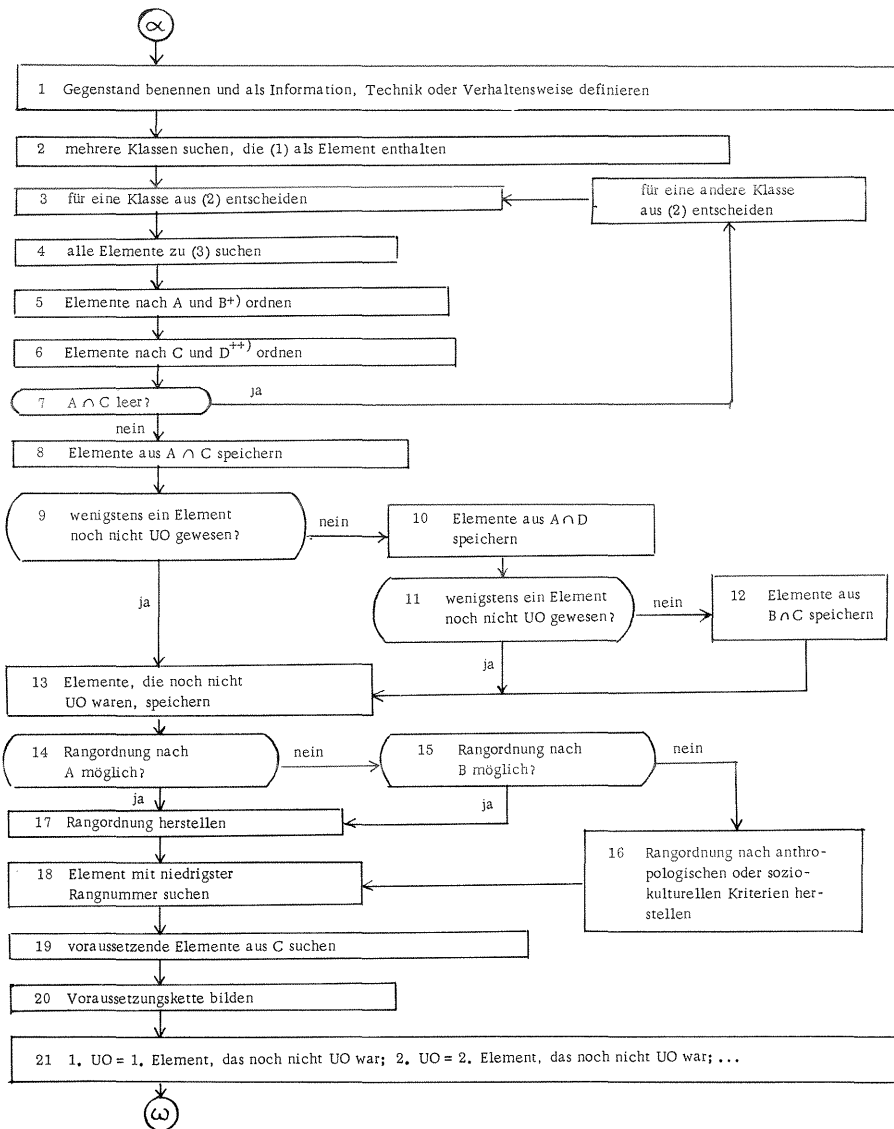 α
1 Gegenstand benennen und als Information, Technik oder Verhaltensweise definieren
2 mehrere Klassen suchen, die (1) als Element enthalten
3 für eine Klasse aus (2) entscheiden
für eine andere Klasse
aus (2) entscheiden
4 alle Elemente zu (3) suchen
5 Elemente nach A und B+) ordnen
6 Elemente nach C und D++) ordnen
7 A ∩ C leer?
ja
nein
8 Elemente aus A ∩ C speichern
9 wenigstens ein Element
noch nicht UO gewesen?
nein
10 Elemente aus A∩D
speichern
ja
11 wenigstens ein Element
noch nicht UO gewesen?
nein
12 Elemente aus
B∩C speichern
ja
13 Elemente, die noch nicht
UO waren, speichern
14 Rangordnung nach
A möglich?
nein
15 Rangordnung nach
B möglich?
nein
ja
ja
17 Rangordnung herstellen
16 Rangordnung nach anthro-
pologischen oder sozio-
kulturellen Kriterien her-
stellen
18 Element mit niedrigster
Rangnummer suchen
19 voraussetzende Elemente aus C suchen
20 Voraussetzungskette bilden
21 1. UO = 1. Element, das noch nicht UO war; 2. UO = 2. Element, das noch nicht UO war; ...
ω